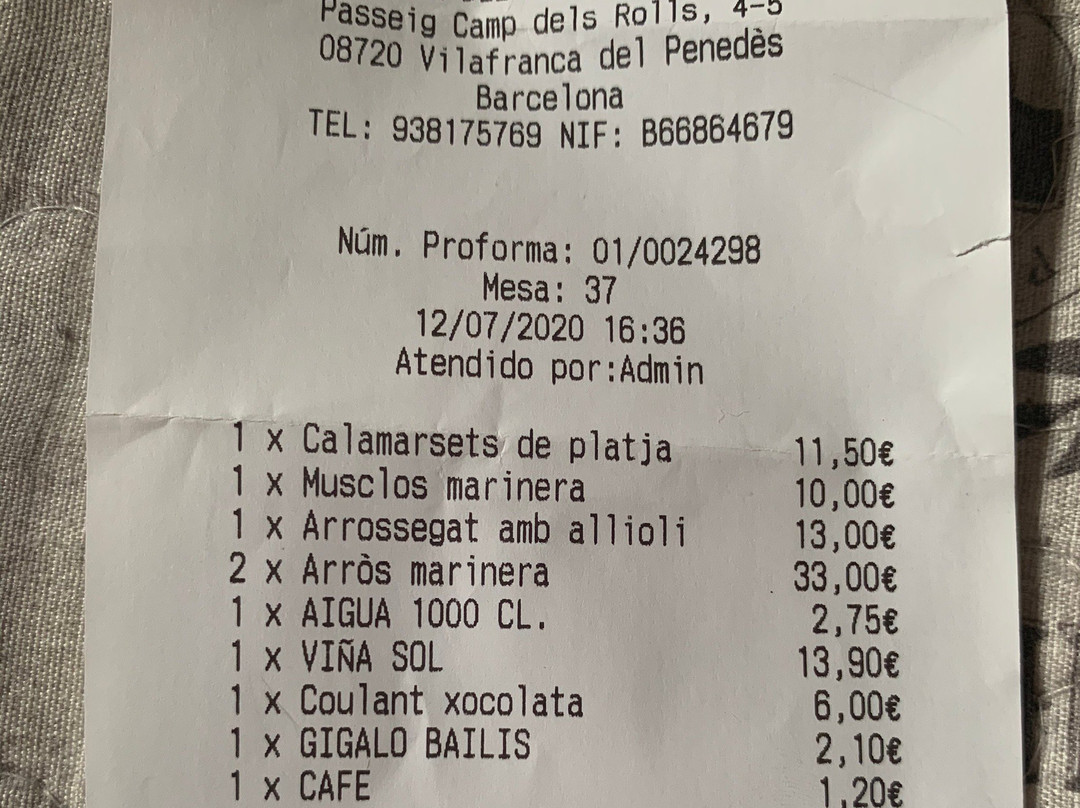 Passeig Camp dels Rolls, 4-5
08720 Vilafranca del Penedès
Barcelona
TEL: 938175769 NIF: B66864679
Núm. Proforma: 01/0024298
Mesa: 37
12/07/2020 16:36
Atendido por:Admin
1 x Calamarsets de platja 11,50€
1 x Musclos marinera 10,00€
1 x Arrossegat amb allioli 13,00€
2 x Arròs marinera 33,00€
1 x AIGUA 1000 CL. 2,75€
1 x VIÑA SOL 13,90€
1 x Coulant xocolata 6,00€
1 x GIGALO BAILIS 2,10€
1 x CAFE 1,20€